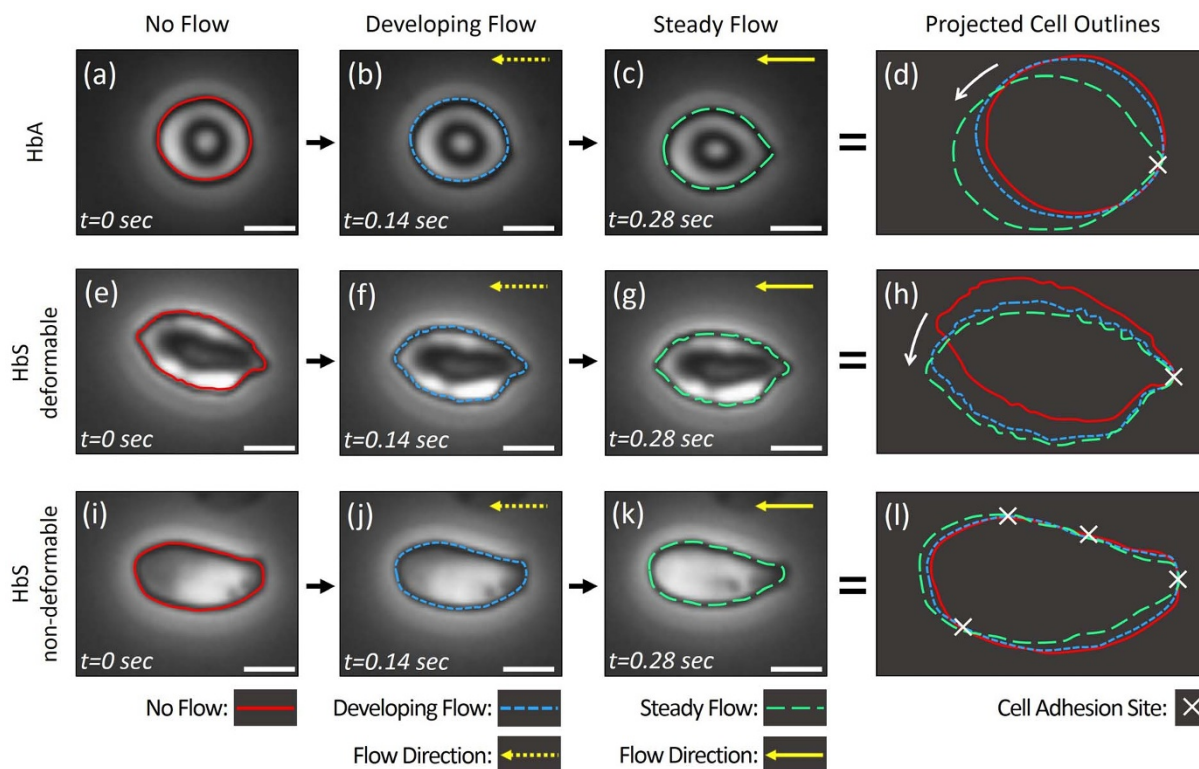 No Flow
Developing Flow
Steady Flow
Projected Cell Outlines
HbA
(a)
t=0 sec
(b)
t=0.14 sec
(c)
t=0.28 sec
=
(d)
HbS
deformable
(e)
t=0 sec
(f)
t=0.14 sec
(g)
t=0.28 sec
=
(h)
HbS
non-deformable
(i)
t=0 sec
(j)
t=0.14 sec
(k)
t=0.28 sec
=
(l)
No Flow:
Developing Flow:
Steady Flow:
Cell Adhesion Site:
Flow Direction:
Flow Direction: